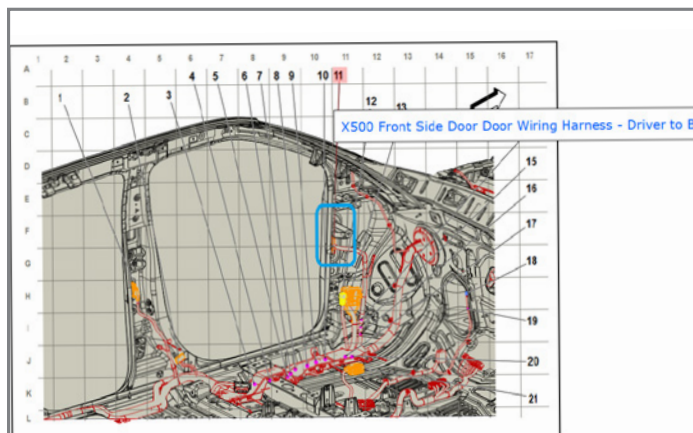 1 2 3 4 5 6 7 8 9 10 11 12 13 14 15 16 17
A
4 5 6 7 8 9 10 11
B
1 2 3 12 13
C
X500 Front Side Door Door Wiring Harness - Driver to B
D
15
E
16
F
17
G
18
H
I
19
J
20
K
21
L